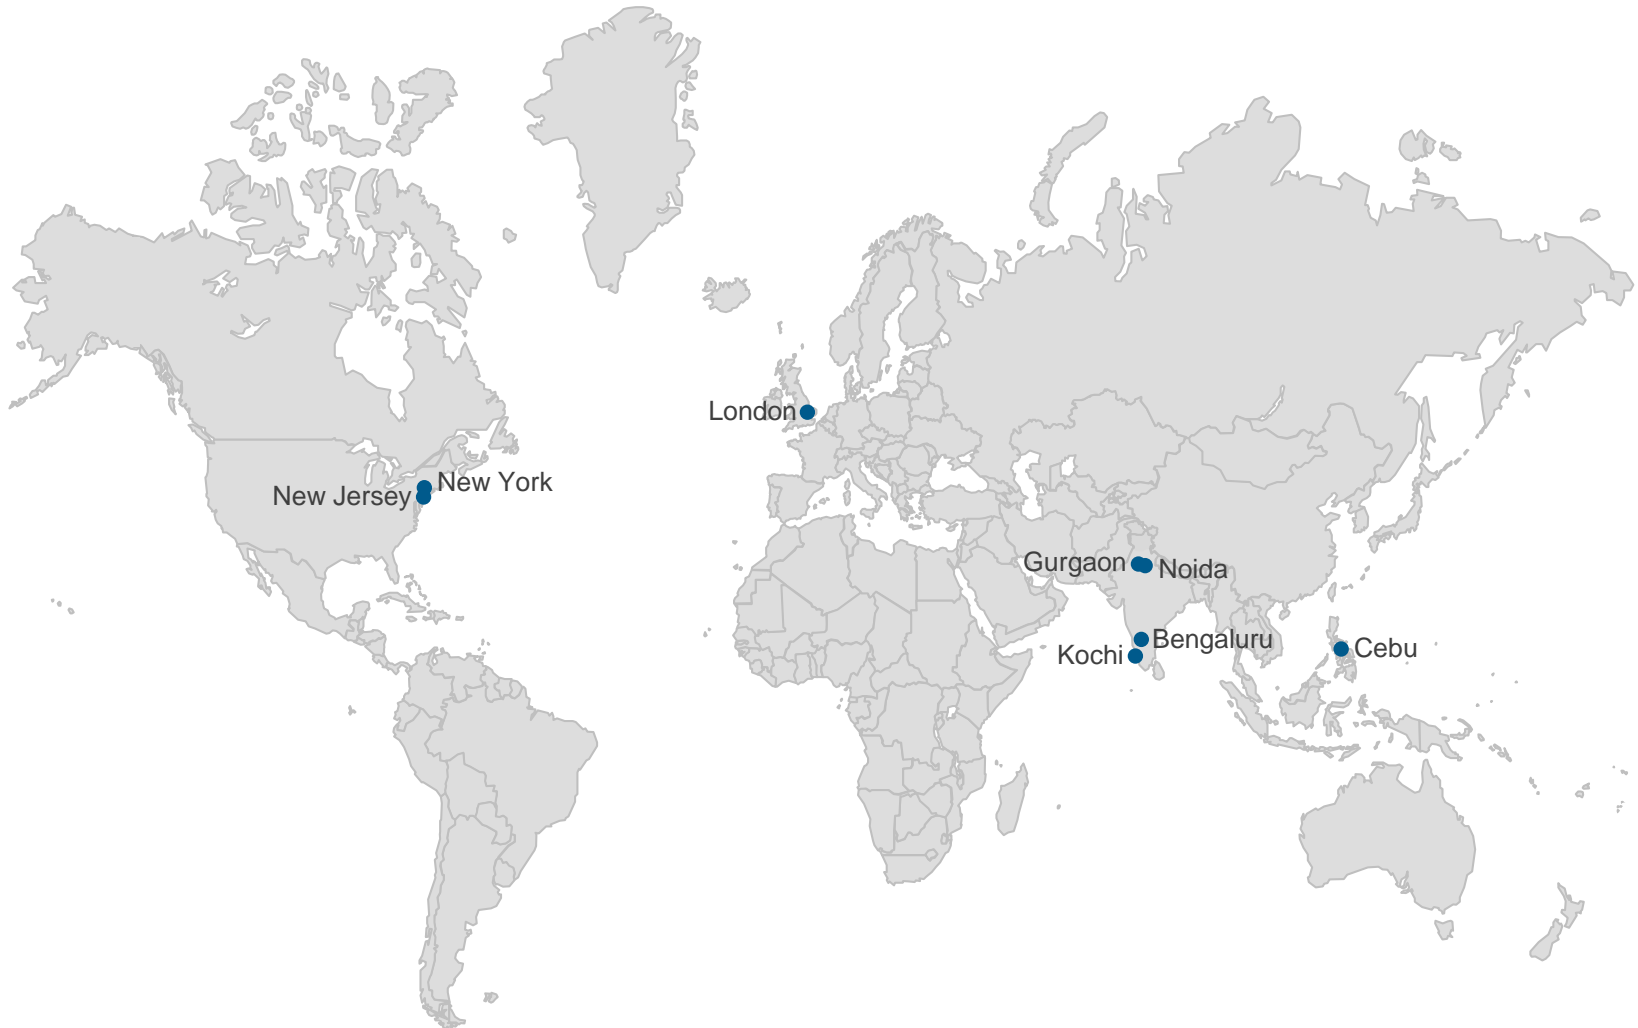 London
New York
New Jersey
Gurgaon
Noida
Bengaluru
Kochi
Cebu